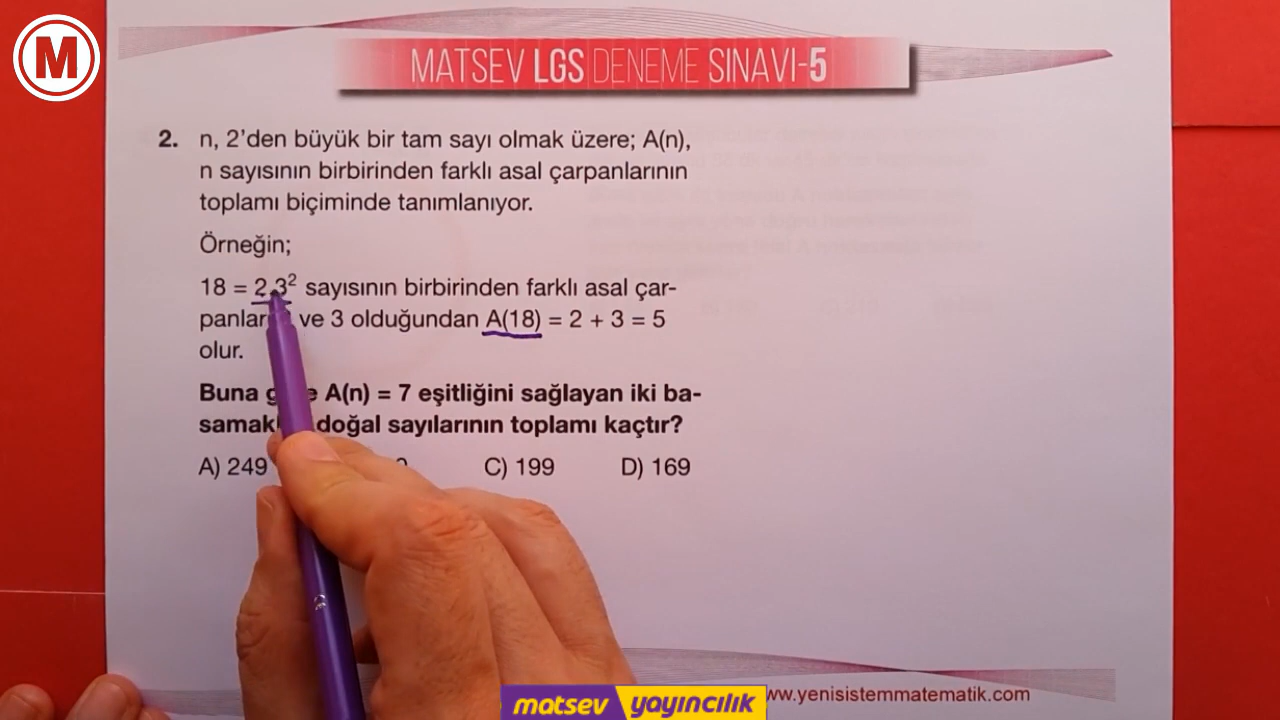 M
MATSEV LGS DENEME SINAVI-5
2. n, 2’den büyük bir tam sayı olmak üzere; A(n),
n sayısının birbirinden farklı asal çarpanlarının
toplamı biçiminde tanımlanıyor.
Örneğin;
18 = 2.3² sayısının birbirinden farklı asal çar-
ve 3 olduğundan A(18) = 2 + 3 = 5
olur.
Buna A(n) = 7 eşitliğini sağlayan iki ba-
doğal sayılarının toplamı kaçtır?
A) 249 C) 199 D) 169
matsev yayıncılık
www.yenisistemmatematik.com